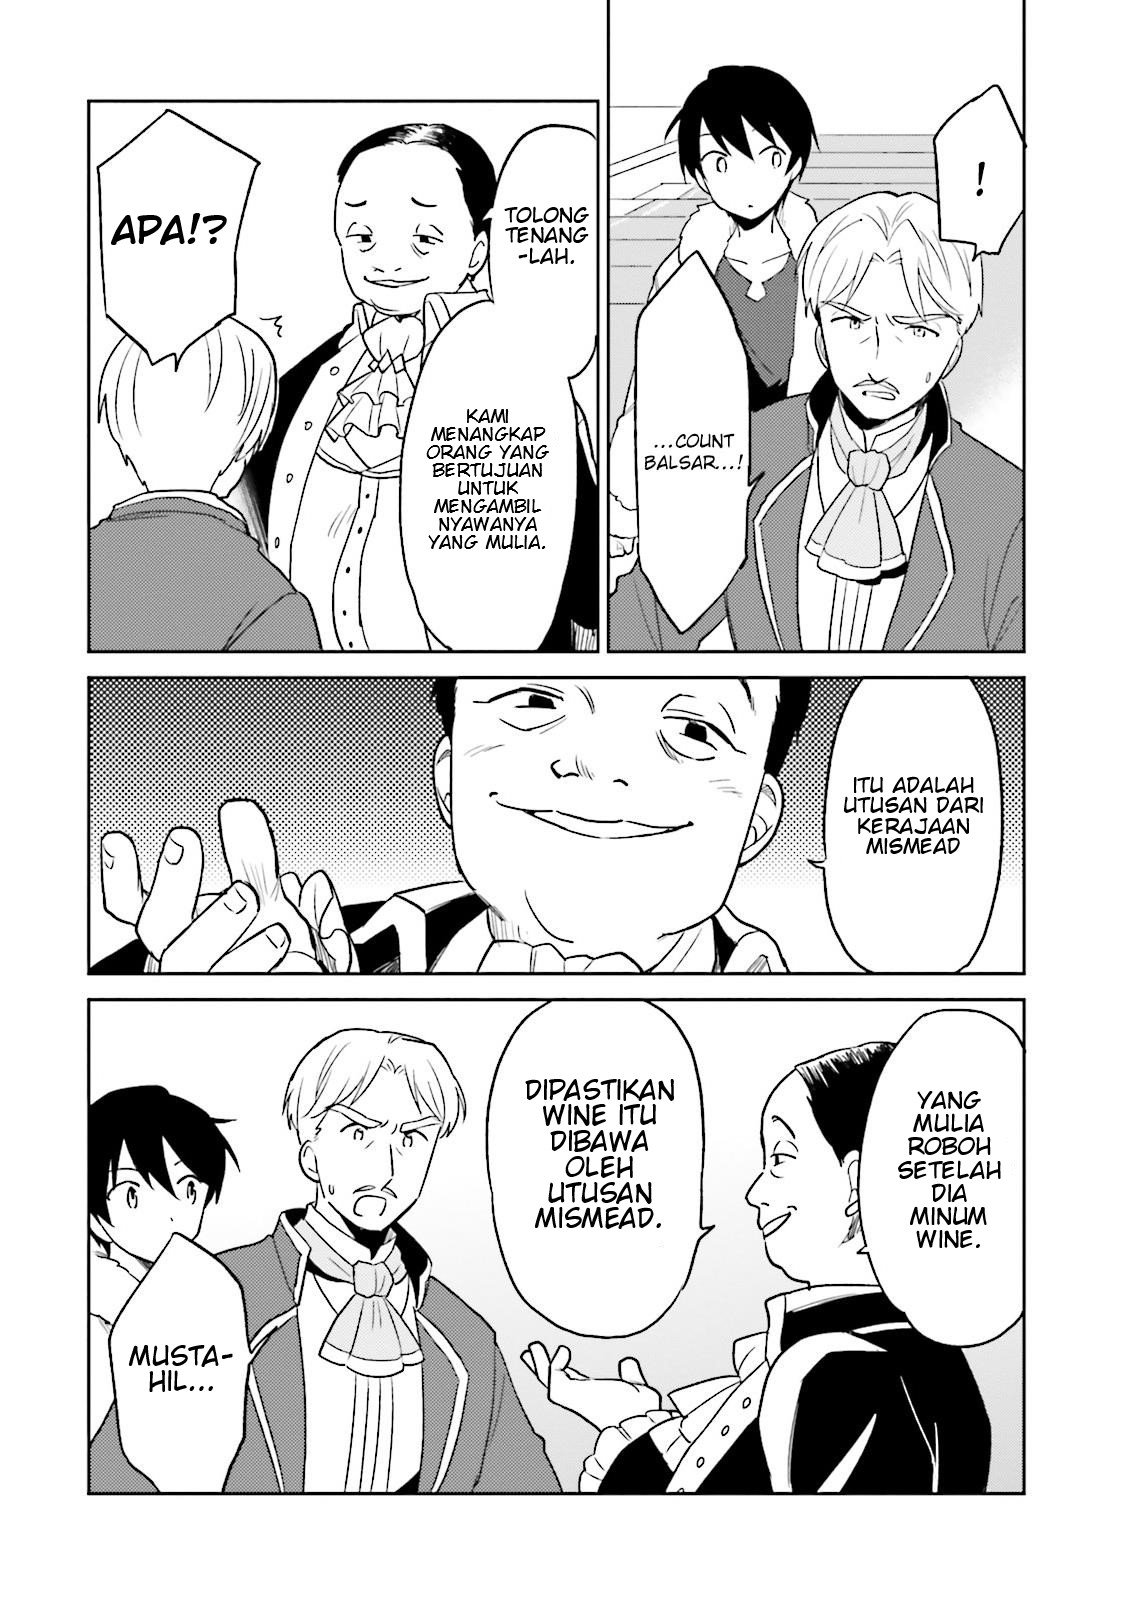 !
...COUNT
BALSAR...!
TOLONG
TENANG
-LAH.
KAMI
MENANGKAP
ORANG YANG
BERTUJUAN
UNTUK
MENGAMBIL
NYAWANYA
YANG MULIA.
APA!?
ITU ADALAH
UTUSAN DARI
KERAJAAN
MISMEAD
YANG
MULIA
ROBOH
SETELAH
DIA
MINUM
WINE.
DIPASTIKAN
WINE ITU
DIBAWA
OLEH
UTUSAN
MISMEAD.
MUSTA-
HIL...